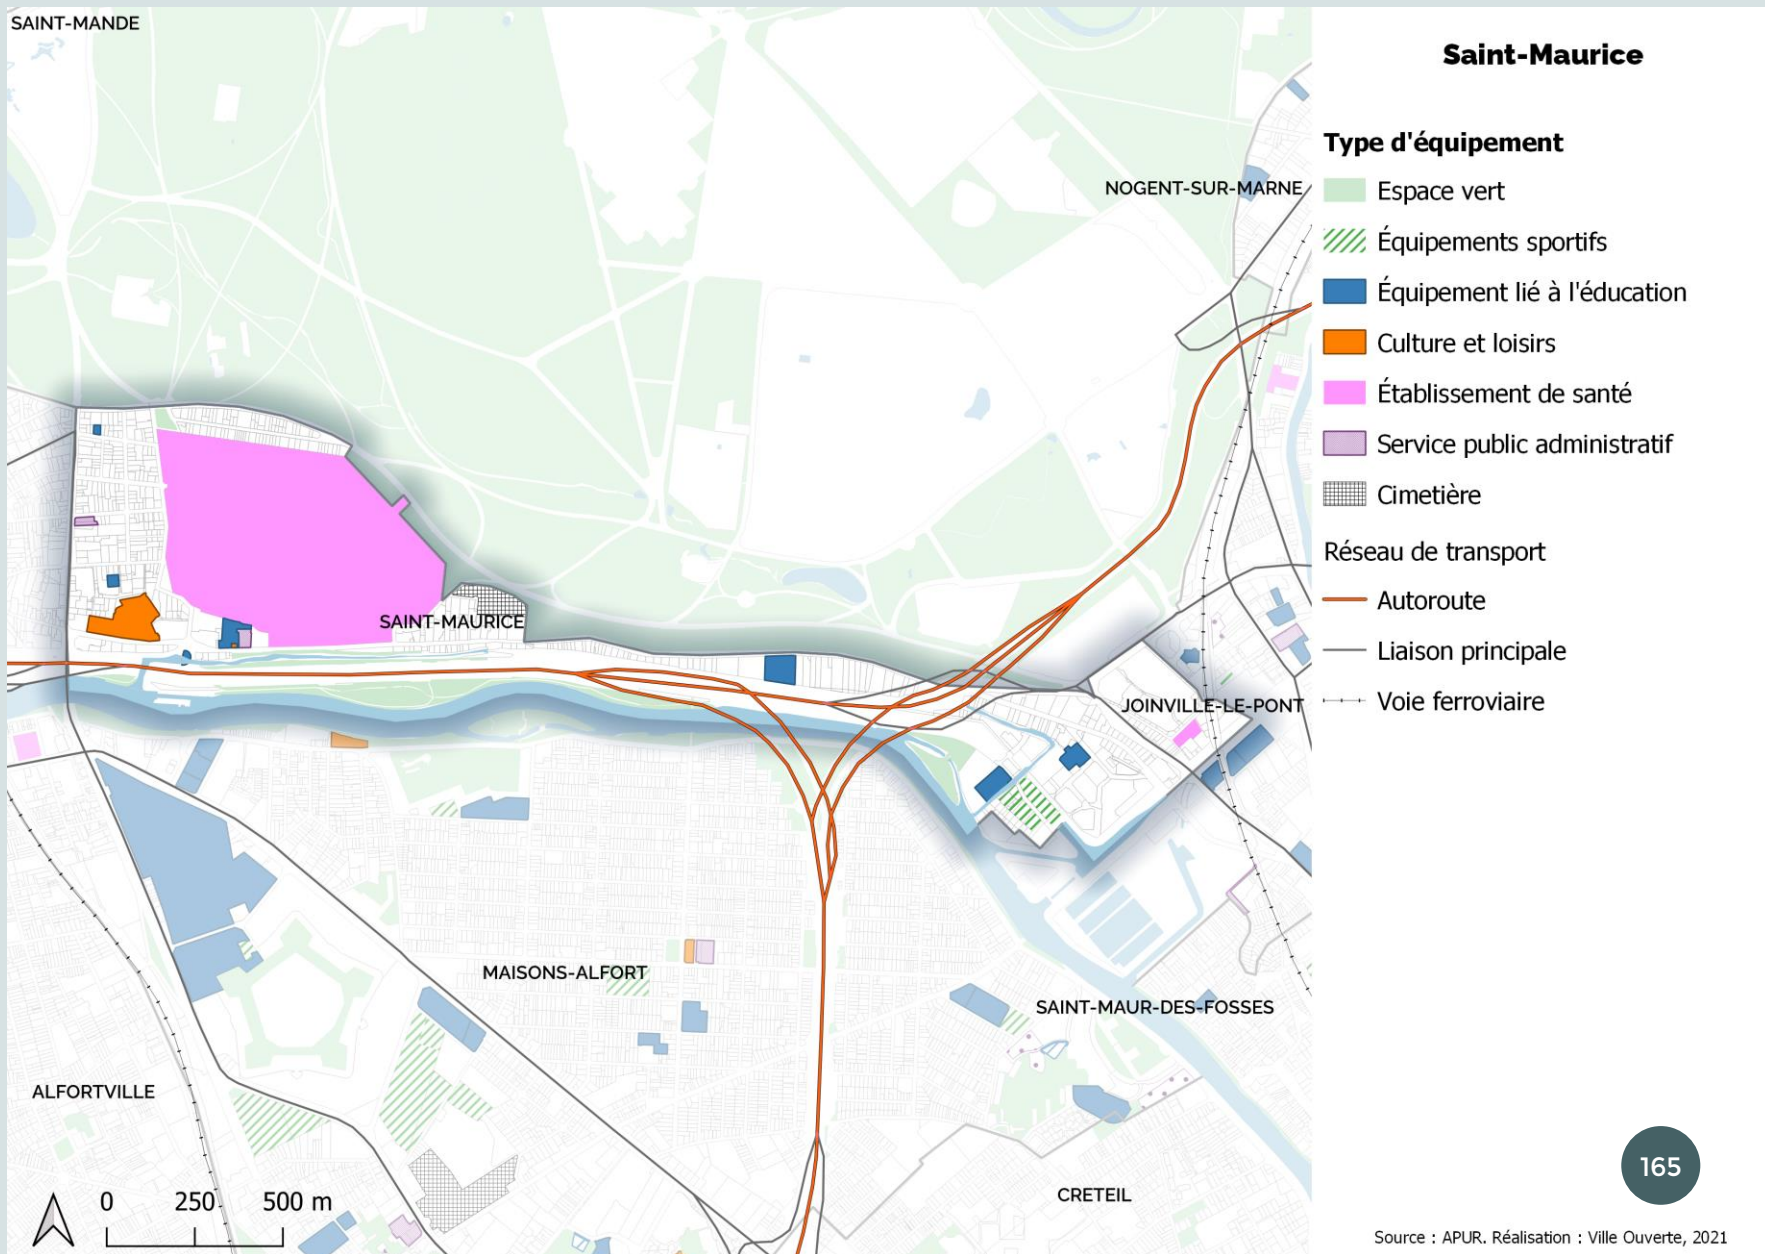 SAINT-MANDE
Saint-Maurice
Type d'équipement
Espace vert
Équipements sportifs
Équipement lié à l'éducation
Culture et loisirs
Établissement de santé
Service public administratif
Cimetière
Réseau de transport
Autoroute
Liaison principale
Voie ferroviaire
NOGENT-SUR-MARNE
SAINT-MAURICE
JOINVILLE-LE-PONT
MAISONS-ALFORT
SAINT-MAUR-DES-FOSSES
ALFORTVILLE
CRETEIL
0 250 500 m
165
Source : APUR. Réalisation : Ville Ouverte, 2021